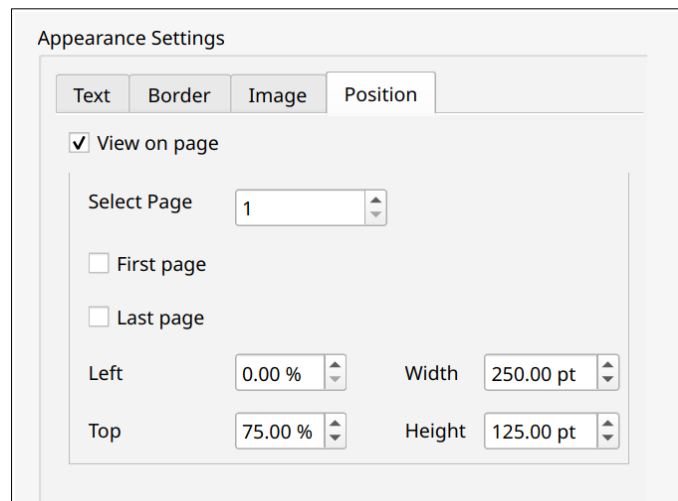 Appearance Settings
Text Border Image Position
View on page
Select Page 1
First page
Last page
Left 0.00 % Width 250.00 pt
Top 75.00 % Height 125.00 pt